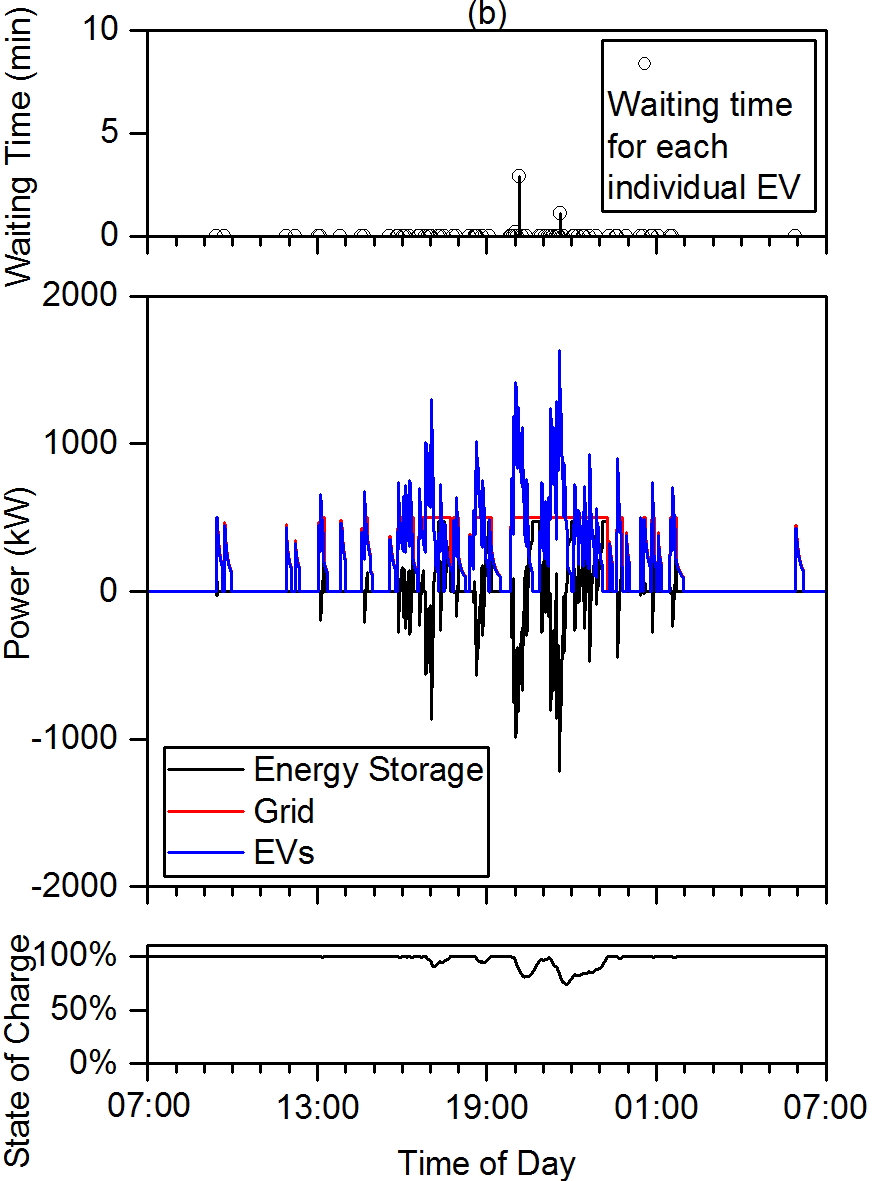 (b)
Waiting Time (min)
10
5
0
Waiting time
for each
individual EV
Power (kW)
2000
1000
0
-1000
-2000
Energy Storage
Grid
EVs
State of Charge
100%
50%
0%
07:00 13:00 19:00 01:00 07:00
Time of Day